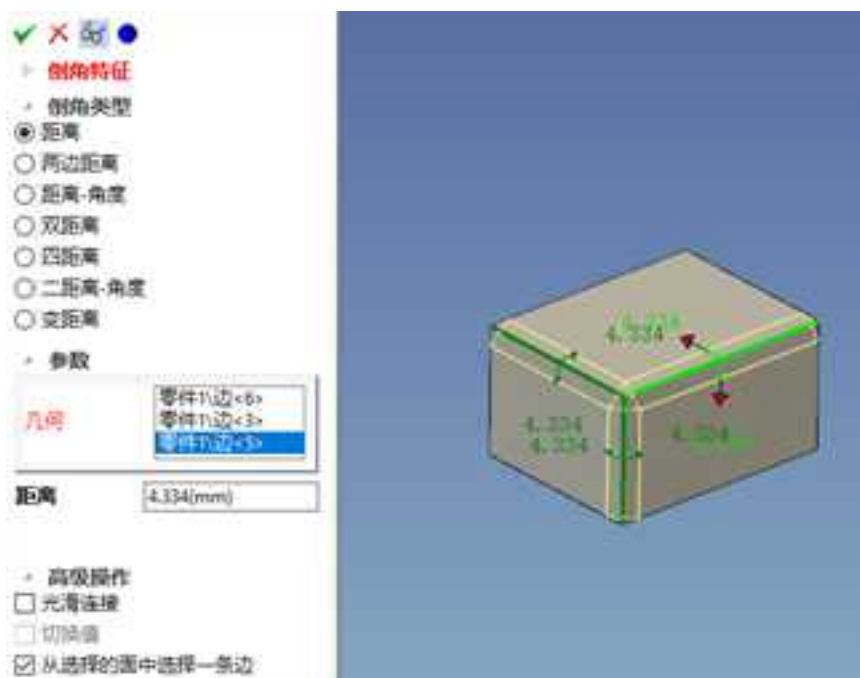 倒角特征
倒角类型
距离
两边距离
距离-角度
双距离
四距离
二距离-角度
变距离
参数
几何
零件1\边<6>
零件1\边<3>
零件1\边<5>
距离
4.334(mm)
高级操作
光滑连接
切换值
从选择的面中选择一条边
4.334
4.334
4.334
4.334